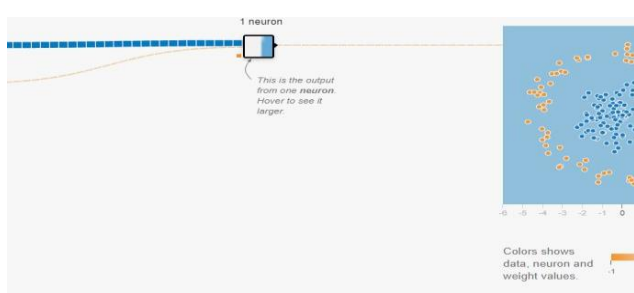 1 neuron
This is the output
from one neuron.
Hover to see it
larger.
-6 -5 -4 -3 -2 -1 0
Colors shows
data, neuron and
weight values.
-1